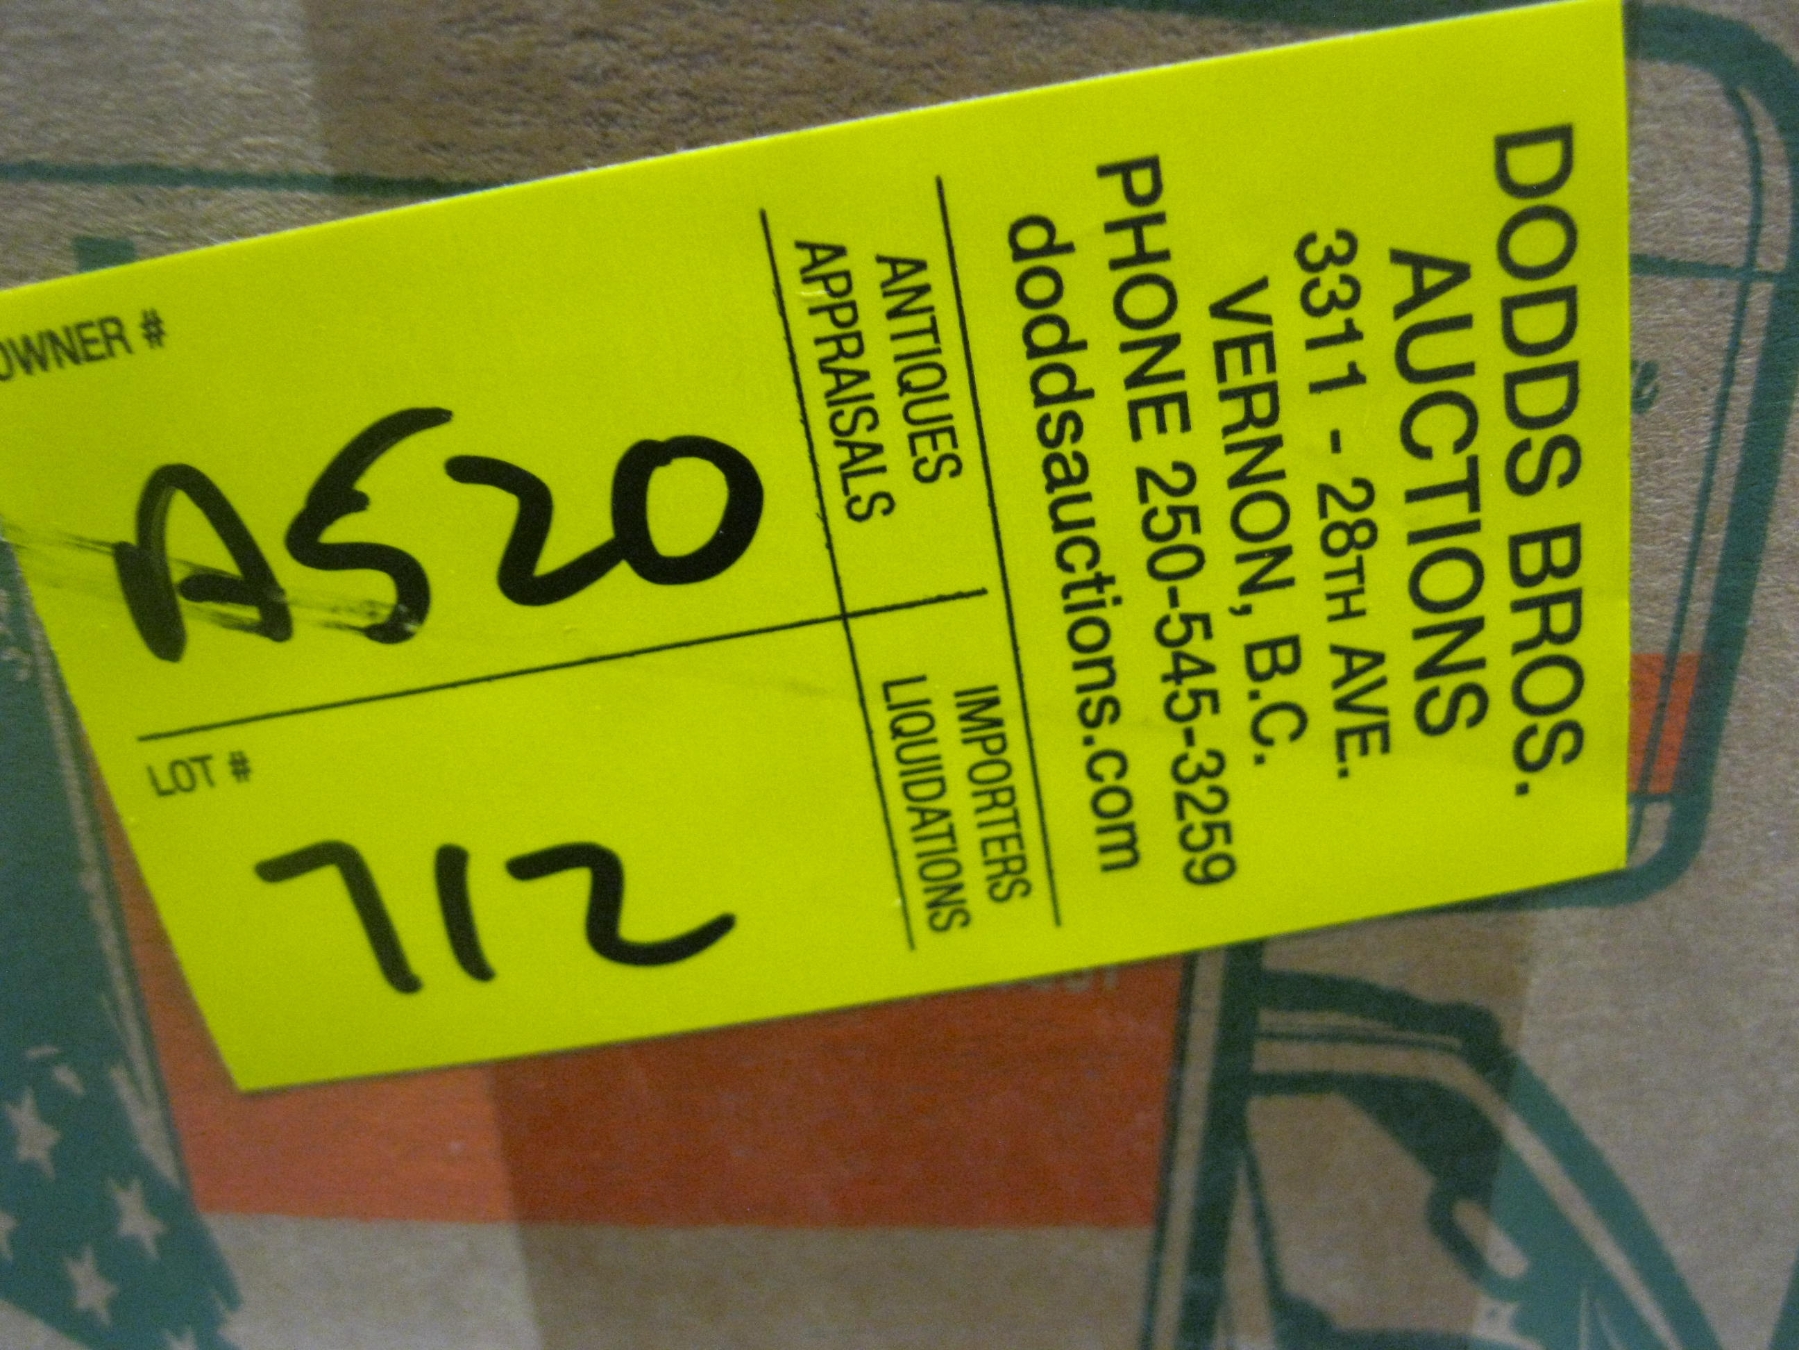 DODDS BROS.
AUCTIONS
3311 - 28TH AVE.
VERNON, B.C.
PHONE 250-545-3259
doddsauctions.com
ANTIQUES
APPRAISALS
IMPORTERS
LIQUIDATIONS
OWNER #
A520
LOT #
712